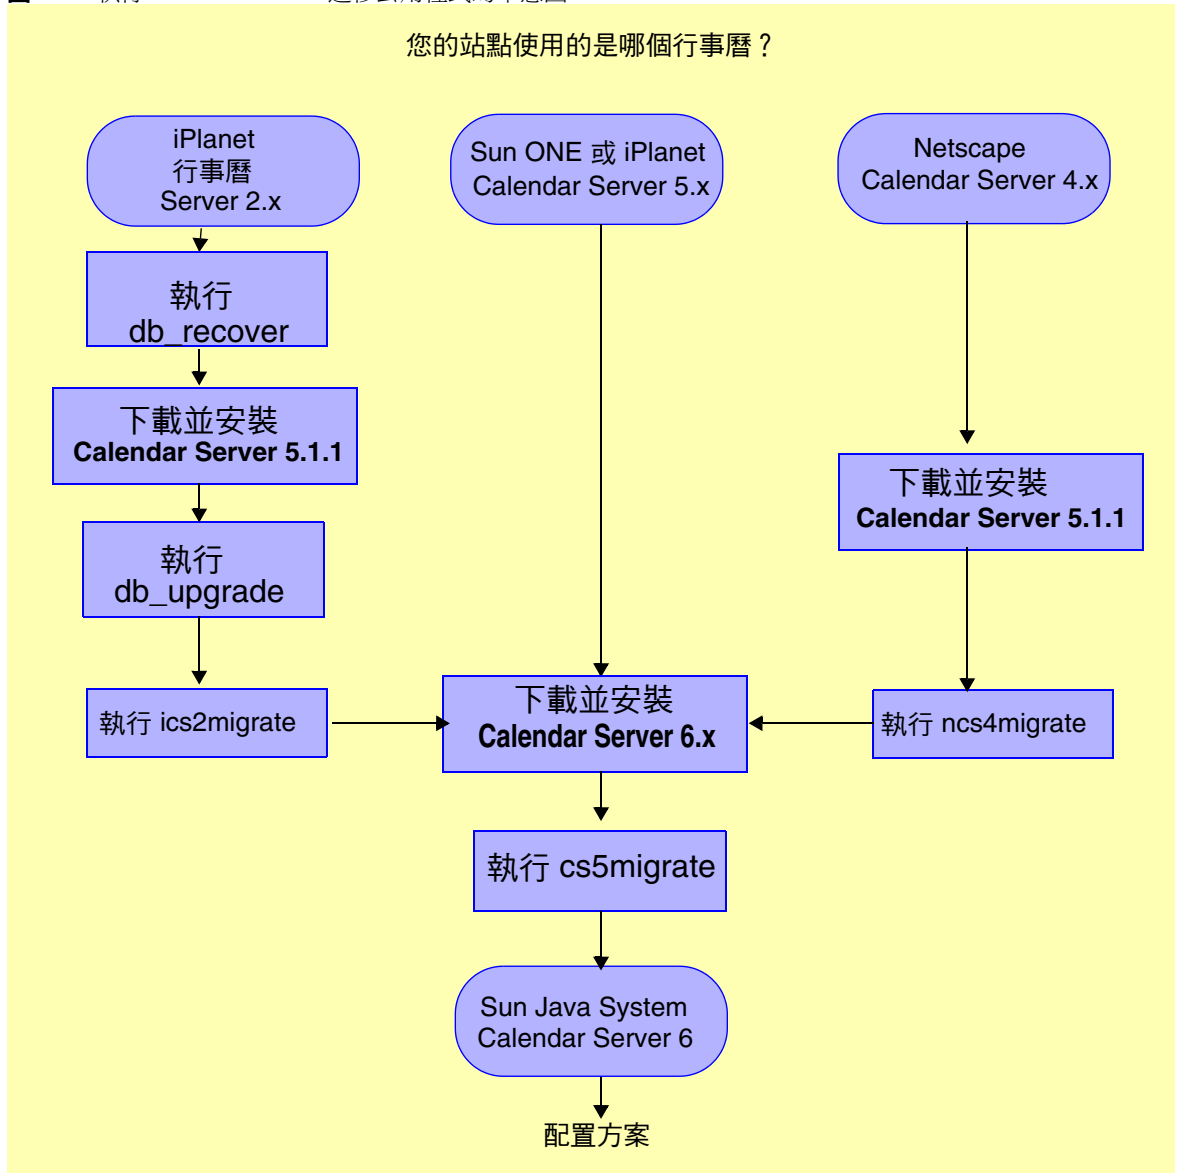 您的站點使用的是哪個行事曆？
iPlanet
行事曆
Server 2.x
Sun ONE 或 iPlanet
Calendar Server 5.x
Netscape
Calendar Server 4.x
執行
db_recover
下載並安裝
Calendar Server 5.1.1
下載並安裝
Calendar Server 5.1.1
執行
db_upgrade
執行 ics2migrate
下載並安裝
Calendar Server 6.x
執行 ncs4migrate
執行 cs5migrate
Sun Java System
Calendar Server 6
配置方案